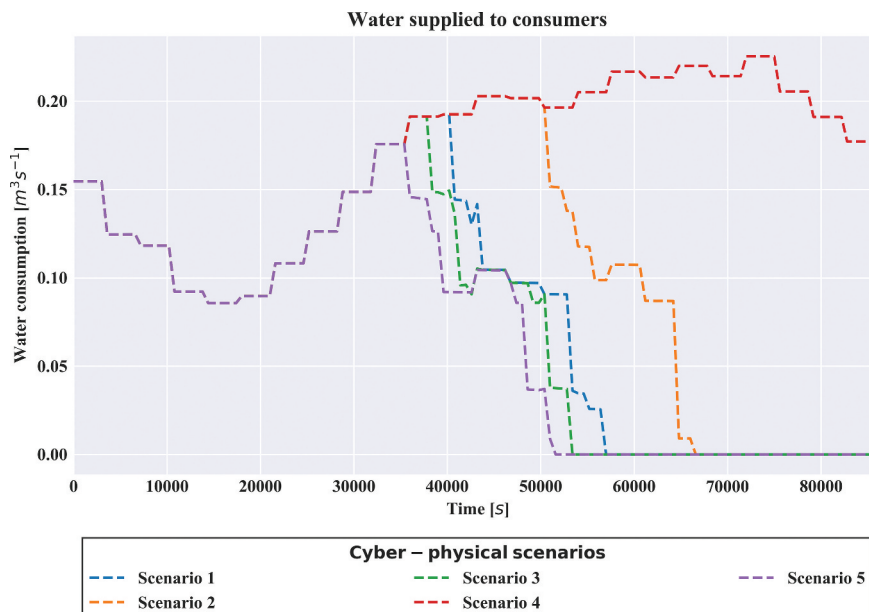 Water supplied to consumers
Water consumption [m³s⁻¹]
0.20
0.15
0.10
0.05
0.00
0 10000 20000 30000 40000 50000 60000 70000 80000
Time [s]
Cyber – physical scenarios
Scenario 1 Scenario 3 Scenario 5
Scenario 2 Scenario 4